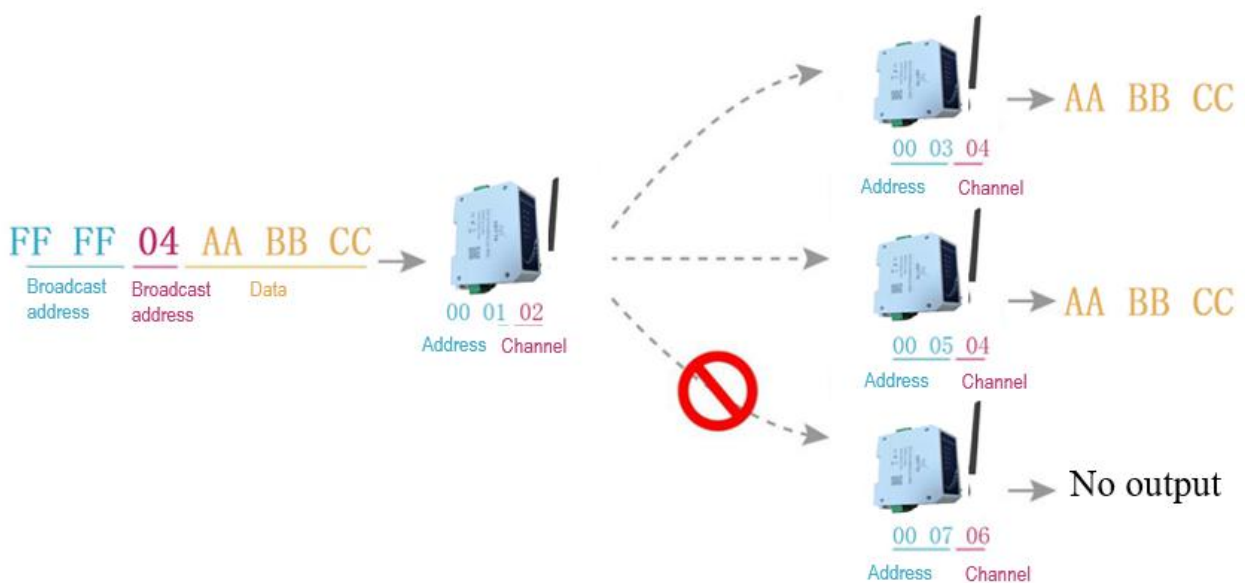 FF FF 04 AA BB CC
Broadcast address
Broadcast address
Data
00 01 02
Address Channel
00 03 04
Address Channel
AA BB CC
00 05 04
Address Channel
AA BB CC
00 07 06
Address Channel
No output